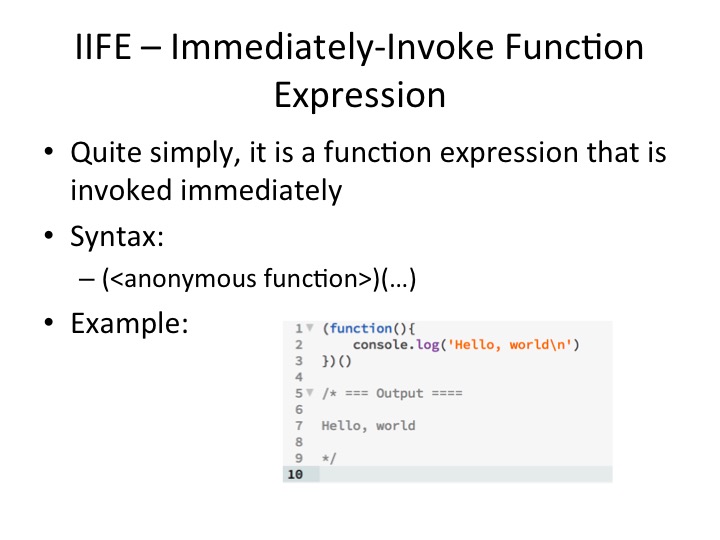 IIFE – Immediately-Invoke Function
Expression
• Quite simply, it is a function expression that is
invoked immediately
• Syntax:
– (<anonymous function>)(…)
• Example:
1 (function(){
2     console.log('Hello, world\n')
3 })()
4
5 /* === Output ====
6
7 Hello, world
8
9 */
10